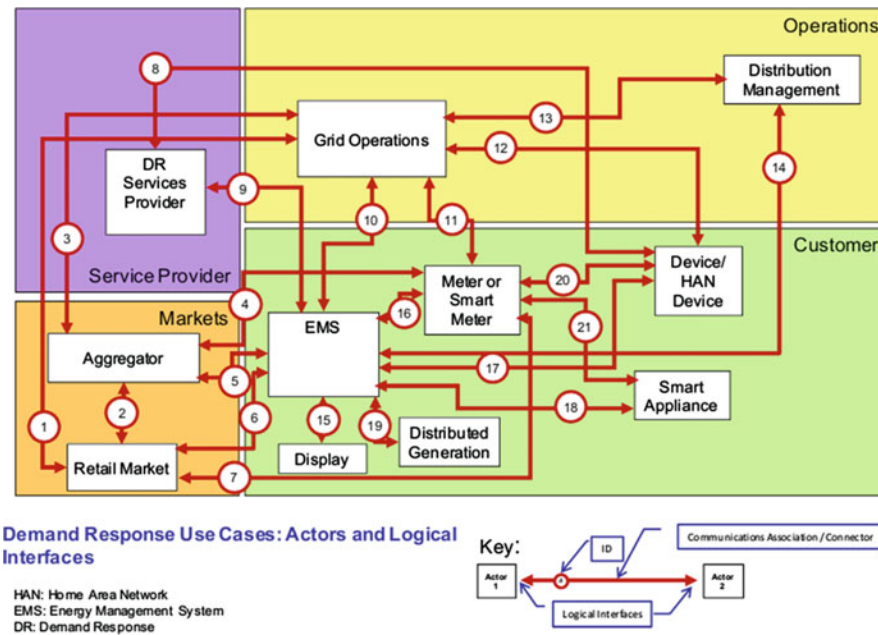 Operations
8
Distribution
Management
13
Grid Operations
12
DR
Services
Provider
14
9
10
11
3
Customer
Service Provider
20
Device/
HAN
Device
4
Meter or
Smart
Meter
Markets
EMS
16
21
Aggregator
5
17
Smart
Appliance
1
2
6
15
19
18
Distributed
Generation
Retail Market
Display
7
Demand Response Use Cases: Actors and Logical
Interfaces
Key:
ID
Communications Association / Connector
Actor
1
#
Actor
2
Logical Interfaces
HAN: Home Area Network
EMS: Energy Management System
DR: Demand Response